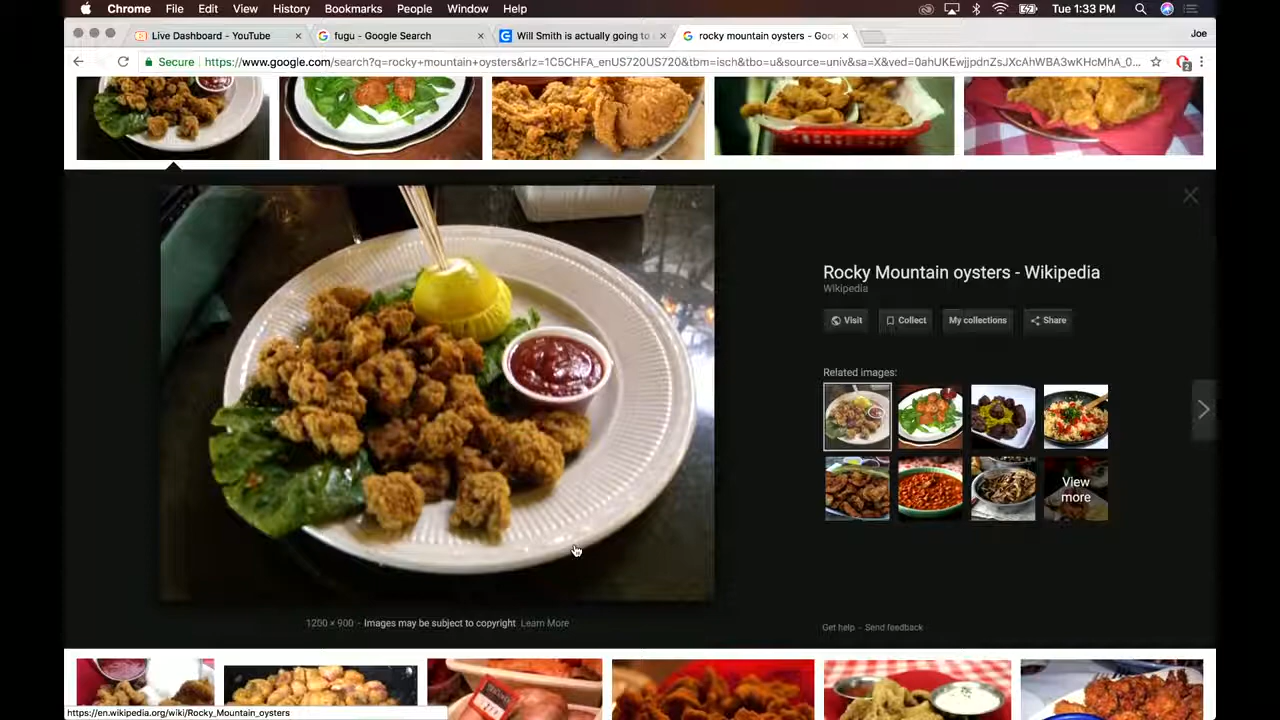 Chrome File Edit View History Bookmarks People Window Help Tue 1:33 PM
Live Dashboard - YouTube
fugu - Google Search
Will Smith is actually going to
rocky mountain oysters - Goo
Joe
Secure https://www.google.com/search?q=rocky+mountain+oysters&rlz=1C5CHFA_enUS720US720&tbm=isch&tbo=u&source=univ&sa=X&ved=0ahUKEwjjpdnZsJXcAhWBA3wKHcMhA_0...
Rocky Mountain oysters - Wikipedia
Wikipedia
Visit Collect My collections Share
Related images:
View
more
1200 × 900 - Images may be subject to copyright Learn More
Get help - Send feedback
https://en.wikipedia.org/wiki/Rocky_Mountain_oysters